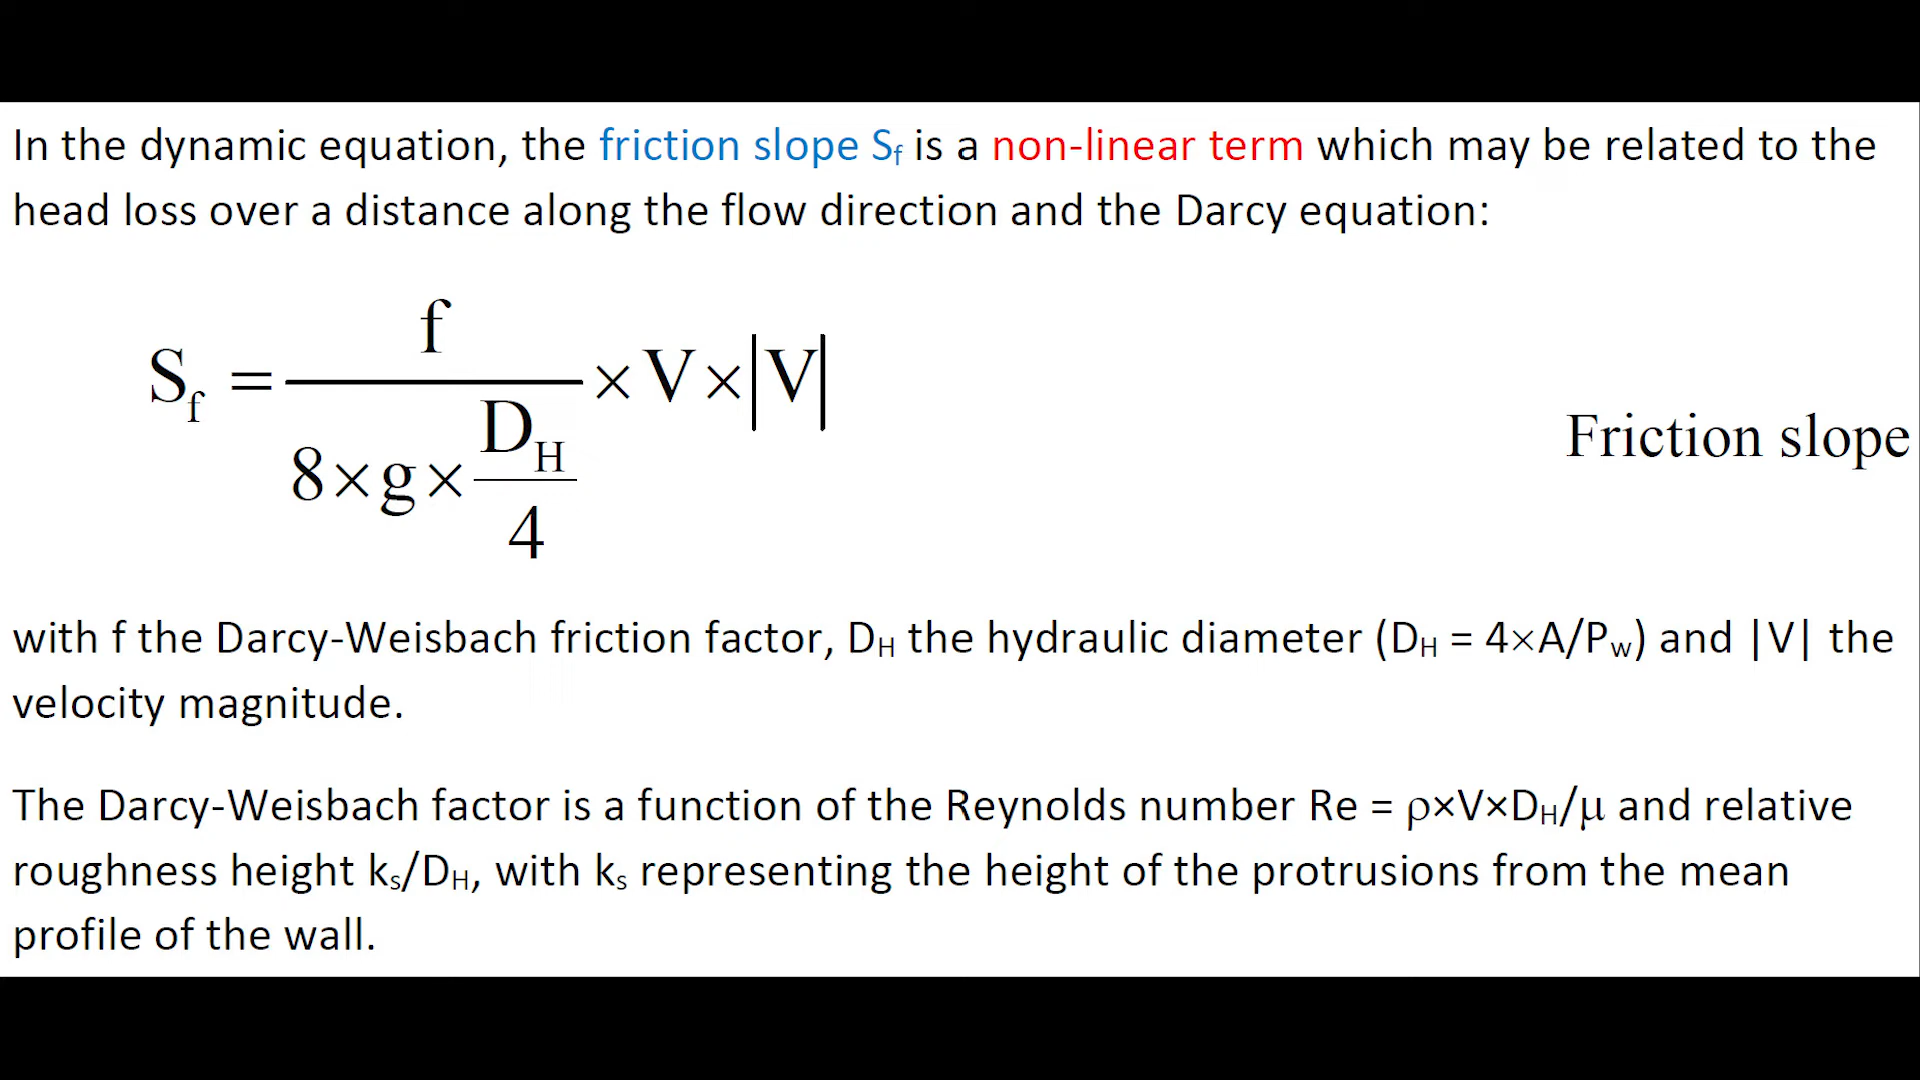 In the dynamic equation, the friction slope Sf is a non-linear term which may be related to the
head loss over a distance along the flow direction and the Darcy equation:
Sf = f / (8×g×DH/4) ×V×|V|
Friction slope
with f the Darcy-Weisbach friction factor, DH the hydraulic diameter (DH = 4×A/Pw) and |V| the
velocity magnitude.
The Darcy-Weisbach factor is a function of the Reynolds number Re = ρ×V×DH/μ and relative
roughness height ks/DH, with ks representing the height of the protrusions from the mean
profile of the wall.